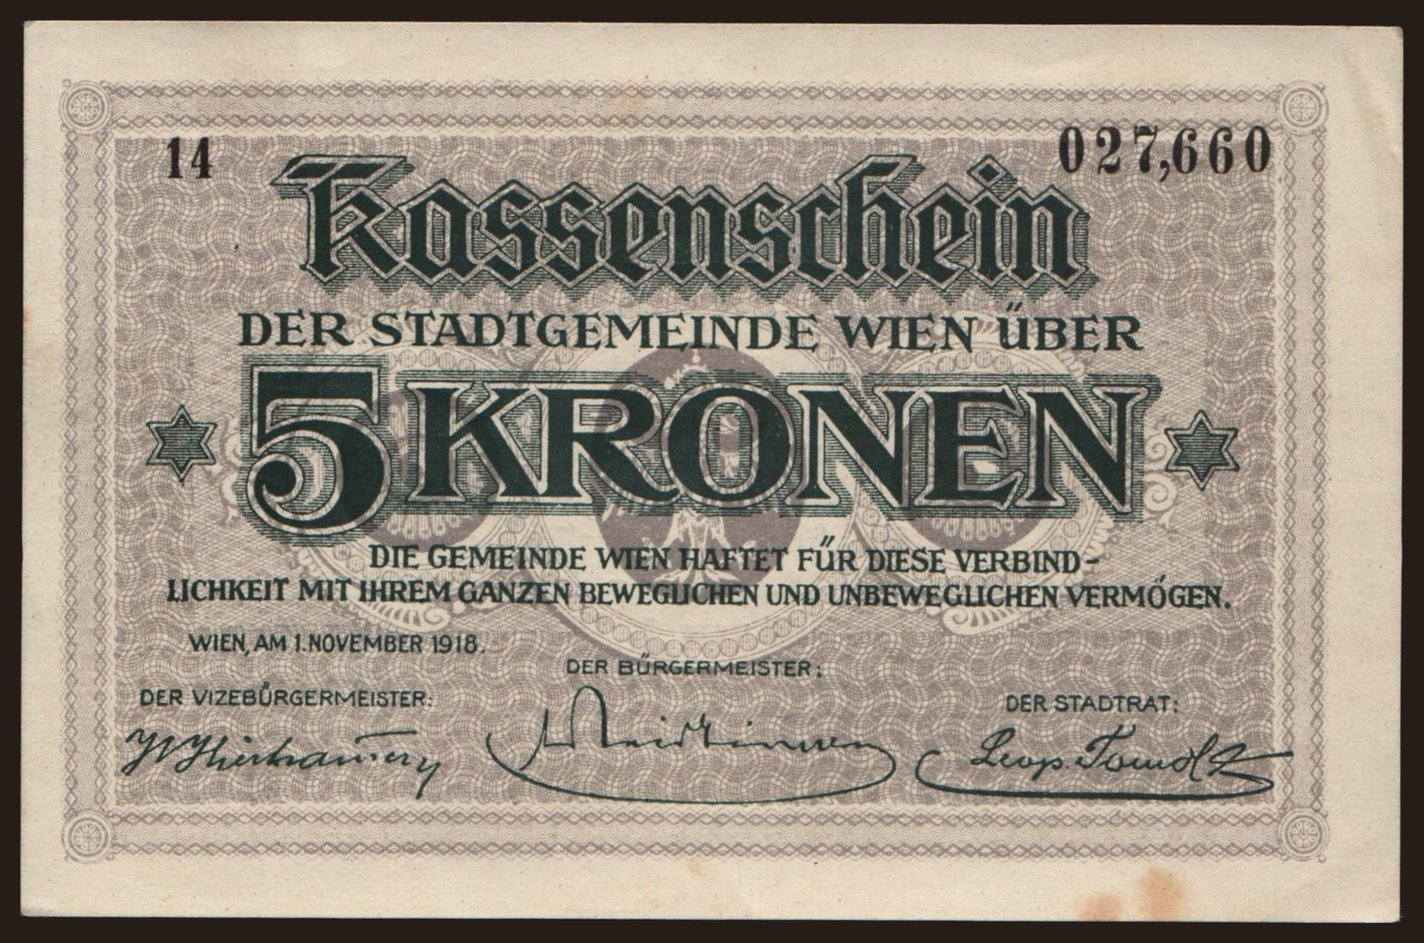 14 027,660
Kassenschein
DER STADTGEMEINDE WIEN ÜBER
5 KRONEN
DIE GEMEINDE WIEN HAFTET FÜR DIESE VERBIND-
LICHKEIT MIT IHREM GANZEN BEWEGLICHEN UND UNBEWEGLICHEN VERMÖGEN.
WIEN, AM 1. NOVEMBER 1918.
DER BÜRGERMEISTER:
DER VIZEBÜRGERMEISTER:
DER STADTRAT:
Leop.